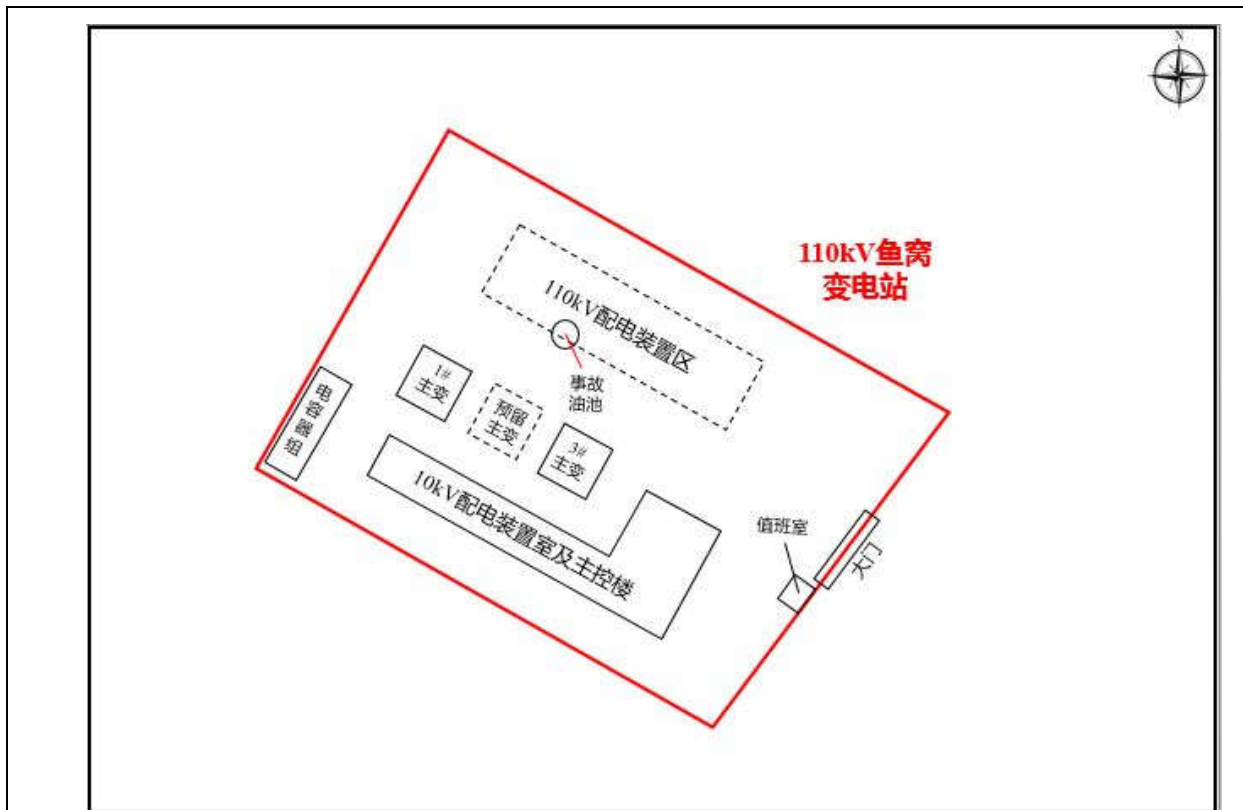 N
110kV鱼窝
变电站
110kV配电装置区
事故
油池
1#
主变
预留
主变
3#
主变
电容器组
10kV配电装置室及主控楼
值班室
大门